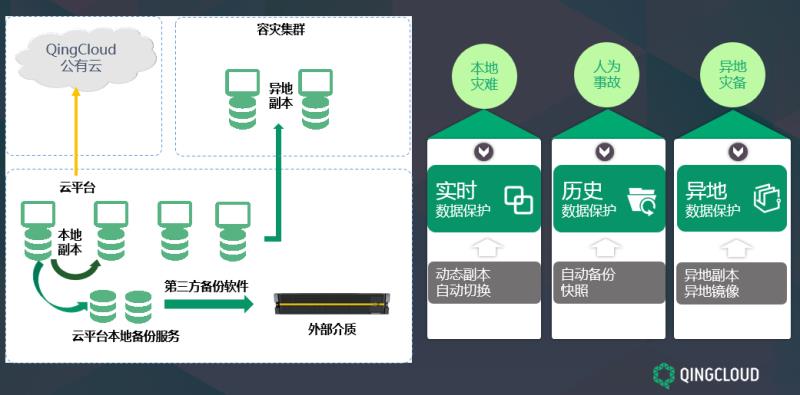 QingCloud
公有云
容灾集群
异地
副本
云平台
本地
副本
第三方备份软件
云平台本地备份服务
外部介质
本地
灾难
人为
事故
异地
灾备
实时
数据保护
历史
数据保护
异地
数据保护
动态副本
自动切换
自动备份
快照
异地副本
异地镜像
QINGCLOUD